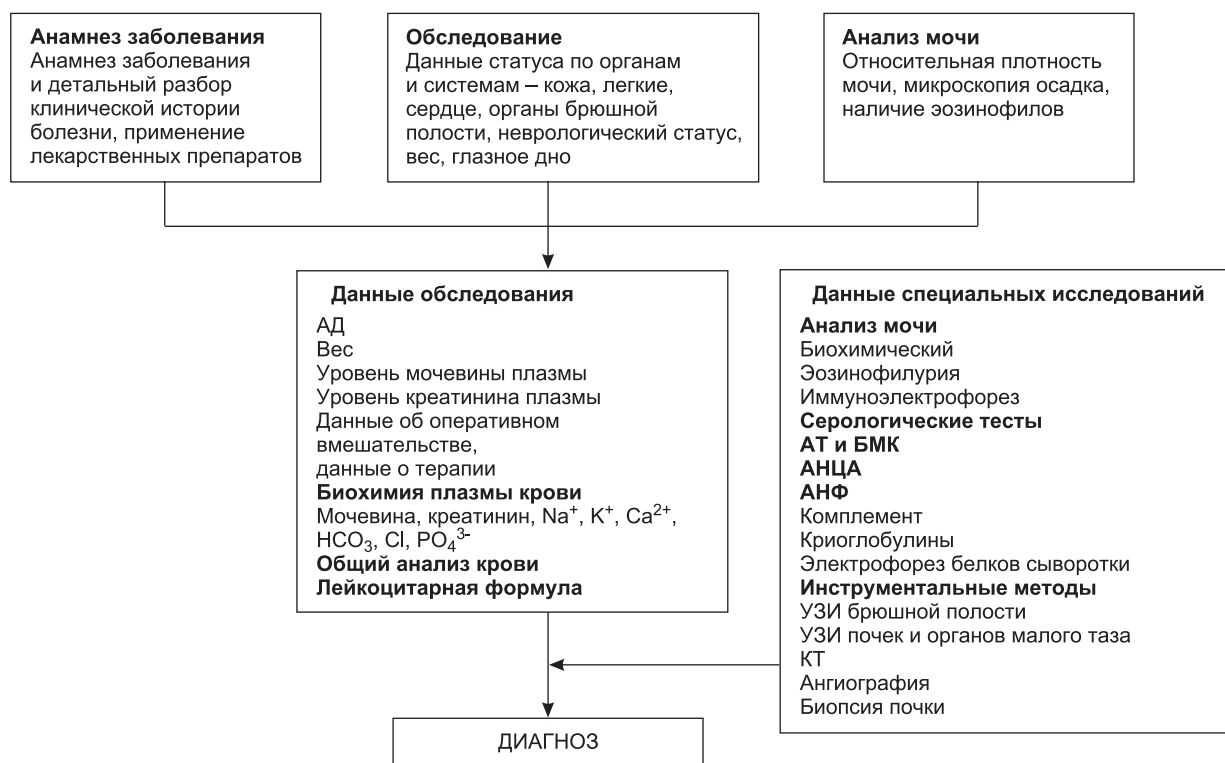 Анамнез заболевания
Анамнез заболевания
и детальный разбор
клинической истории
болезни, применение
лекарственных препаратов
Обследование
Данные статуса по органам
и системам – кожа, легкие,
сердце, органы брюшной
полости, неврологический статус,
вес, глазное дно
Анализ мочи
Относительная плотность
мочи, микроскопия осадка,
наличие эозинофилов
Данные обследования
АД
Вес
Уровень мочевины плазмы
Уровень креатинина плазмы
Данные об оперативном
вмешательстве,
данные о терапии
Биохимия плазмы крови
Мочевина, креатинин, Na⁺, K⁺, Ca²⁺,
HCO₃, Cl, PO₄³⁻
Общий анализ крови
Лейкоцитарная формула
Данные специальных исследований
Анализ мочи
Биохимический
Эозинофилурия
Иммуноэлектрофорез
Серологические тесты
АТ и БМК
АНЦА
АНФ
Комплемент
Криоглобулины
Электрофорез белков сыворотки
Инструментальные методы
УЗИ брюшной полости
УЗИ почек и органов малого таза
КТ
Ангиография
Биопсия почки
ДИАГНОЗ